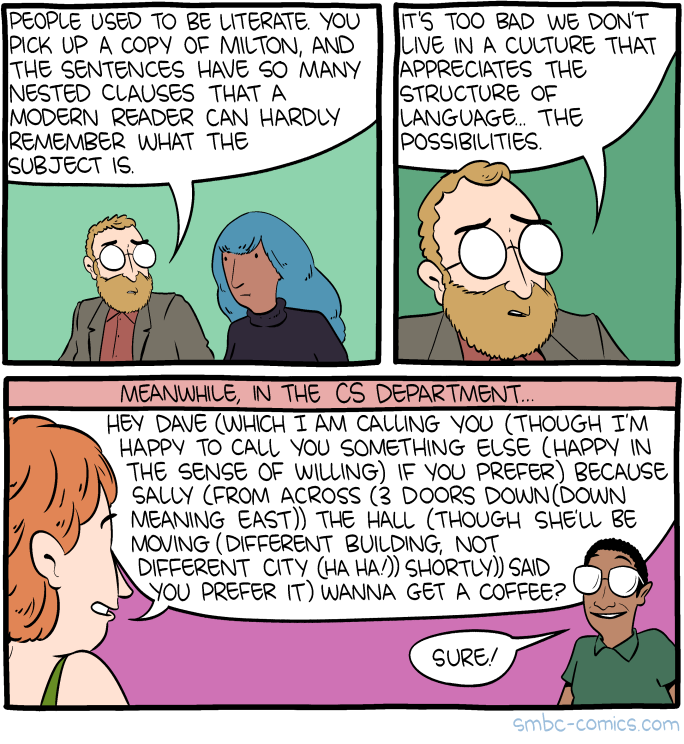 PEOPLE USED TO BE LITERATE. YOU
PICK UP A COPY OF MILTON, AND
THE SENTENCES HAVE SO MANY
NESTED CLAUSES THAT A
MODERN READER CAN HARDLY
REMEMBER WHAT THE
SUBJECT IS.
IT'S TOO BAD WE DON'T
LIVE IN A CULTURE THAT
APPRECIATES THE
STRUCTURE OF
LANGUAGE... THE
POSSIBILITIES.
MEANWHILE, IN THE CS DEPARTMENT...
HEY DAVE (WHICH I AM CALLING YOU (THOUGH I'M
HAPPY TO CALL YOU SOMETHING ELSE (HAPPY IN
THE SENSE OF WILLING) IF YOU PREFER) BECAUSE
SALLY (FROM ACROSS (3 DOORS DOWN(DOWN
MEANING EAST)) THE HALL (THOUGH SHE'LL BE
MOVING (DIFFERENT BUILDING, NOT
DIFFERENT CITY (HA HA!)) SHORTLY)) SAID
YOU PREFER IT) WANNA GET A COFFEE?
SURE!
smbc-comics.com